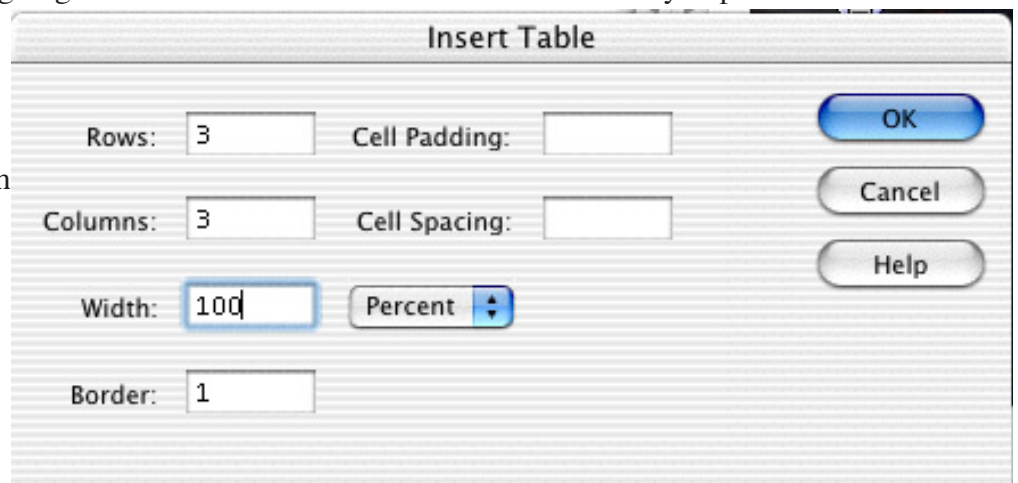 Insert Table
Rows: 3 Cell Padding: OK
Columns: 3 Cell Spacing: Cancel
Help
Width: 100 Percent
Border: 1